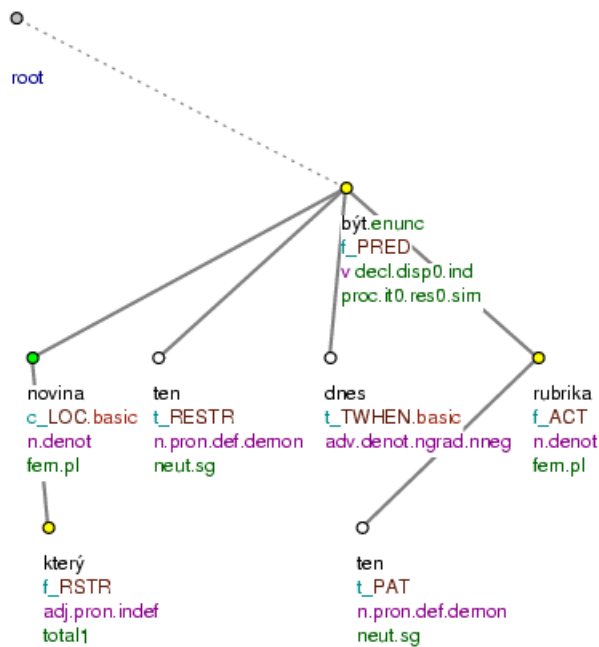 root
být.enunc
f_PRED
v decl.disp0.ind
proc.it0.res0.sim
novina
c_LOC.basic
n.denot
fem.pl
ten
t_RESTR
n.pron.def.demon
neut.sg
dnes
t_TWHEN.basic
adv.denot.ngrad.nneg
rubrika
f_ACT
n.denot
fem.pl
který
f_RSTR
adj.pron.indef
total1
ten
t_PAT
n.pron.def.demon
neut.sg